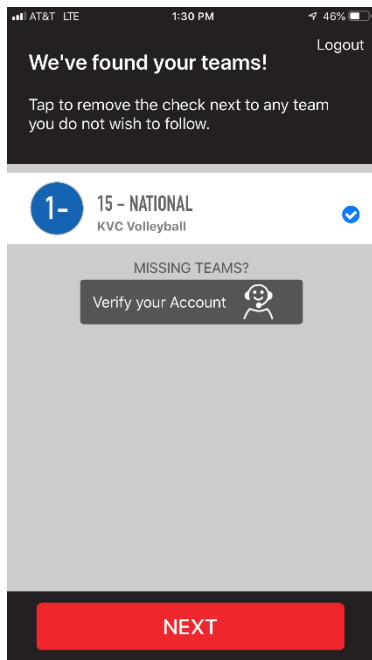 AT&T LTE 1:30 PM 46%
Logout
We've found your teams!
Tap to remove the check next to any team
you do not wish to follow.
1-
15 - NATIONAL
KVC Volleyball
MISSING TEAMS?
Verify your Account
NEXT